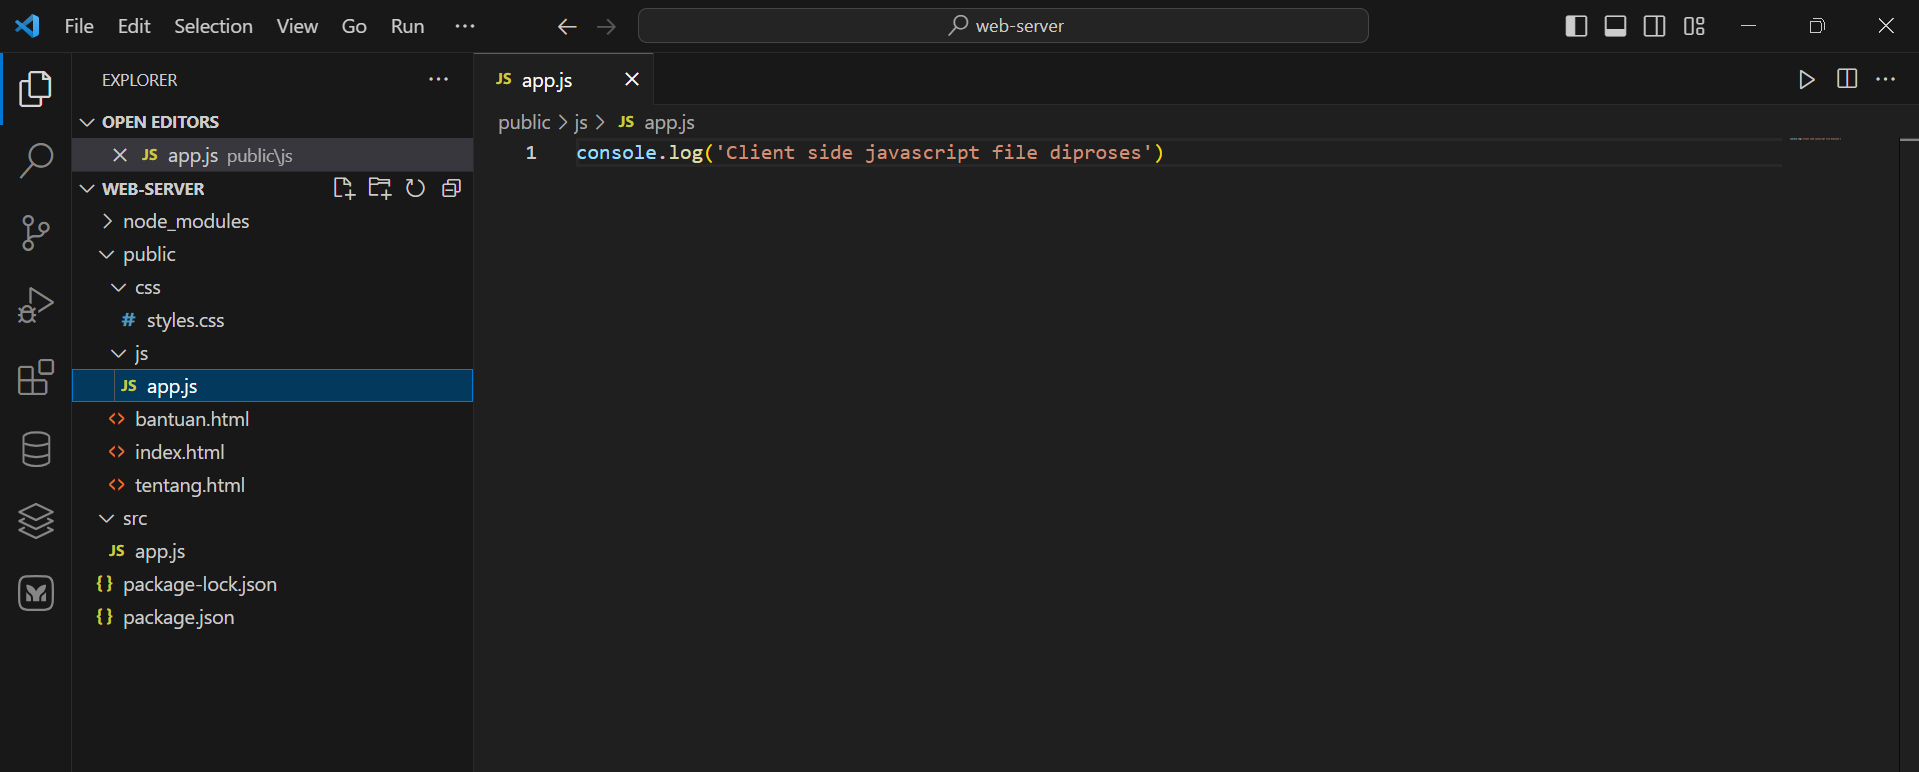 File Edit Selection View Go Run ··· web-server
EXPLORER ···
OPEN EDITORS
JS app.js public\js
WEB-SERVER
node_modules
public
css
# styles.css
js
JS app.js
<> bantuan.html
<> index.html
<> tentang.html
src
JS app.js
{} package-lock.json
{} package.json
JS app.js
public > js > JS app.js
1 console.log('Client side javascript file diproses')